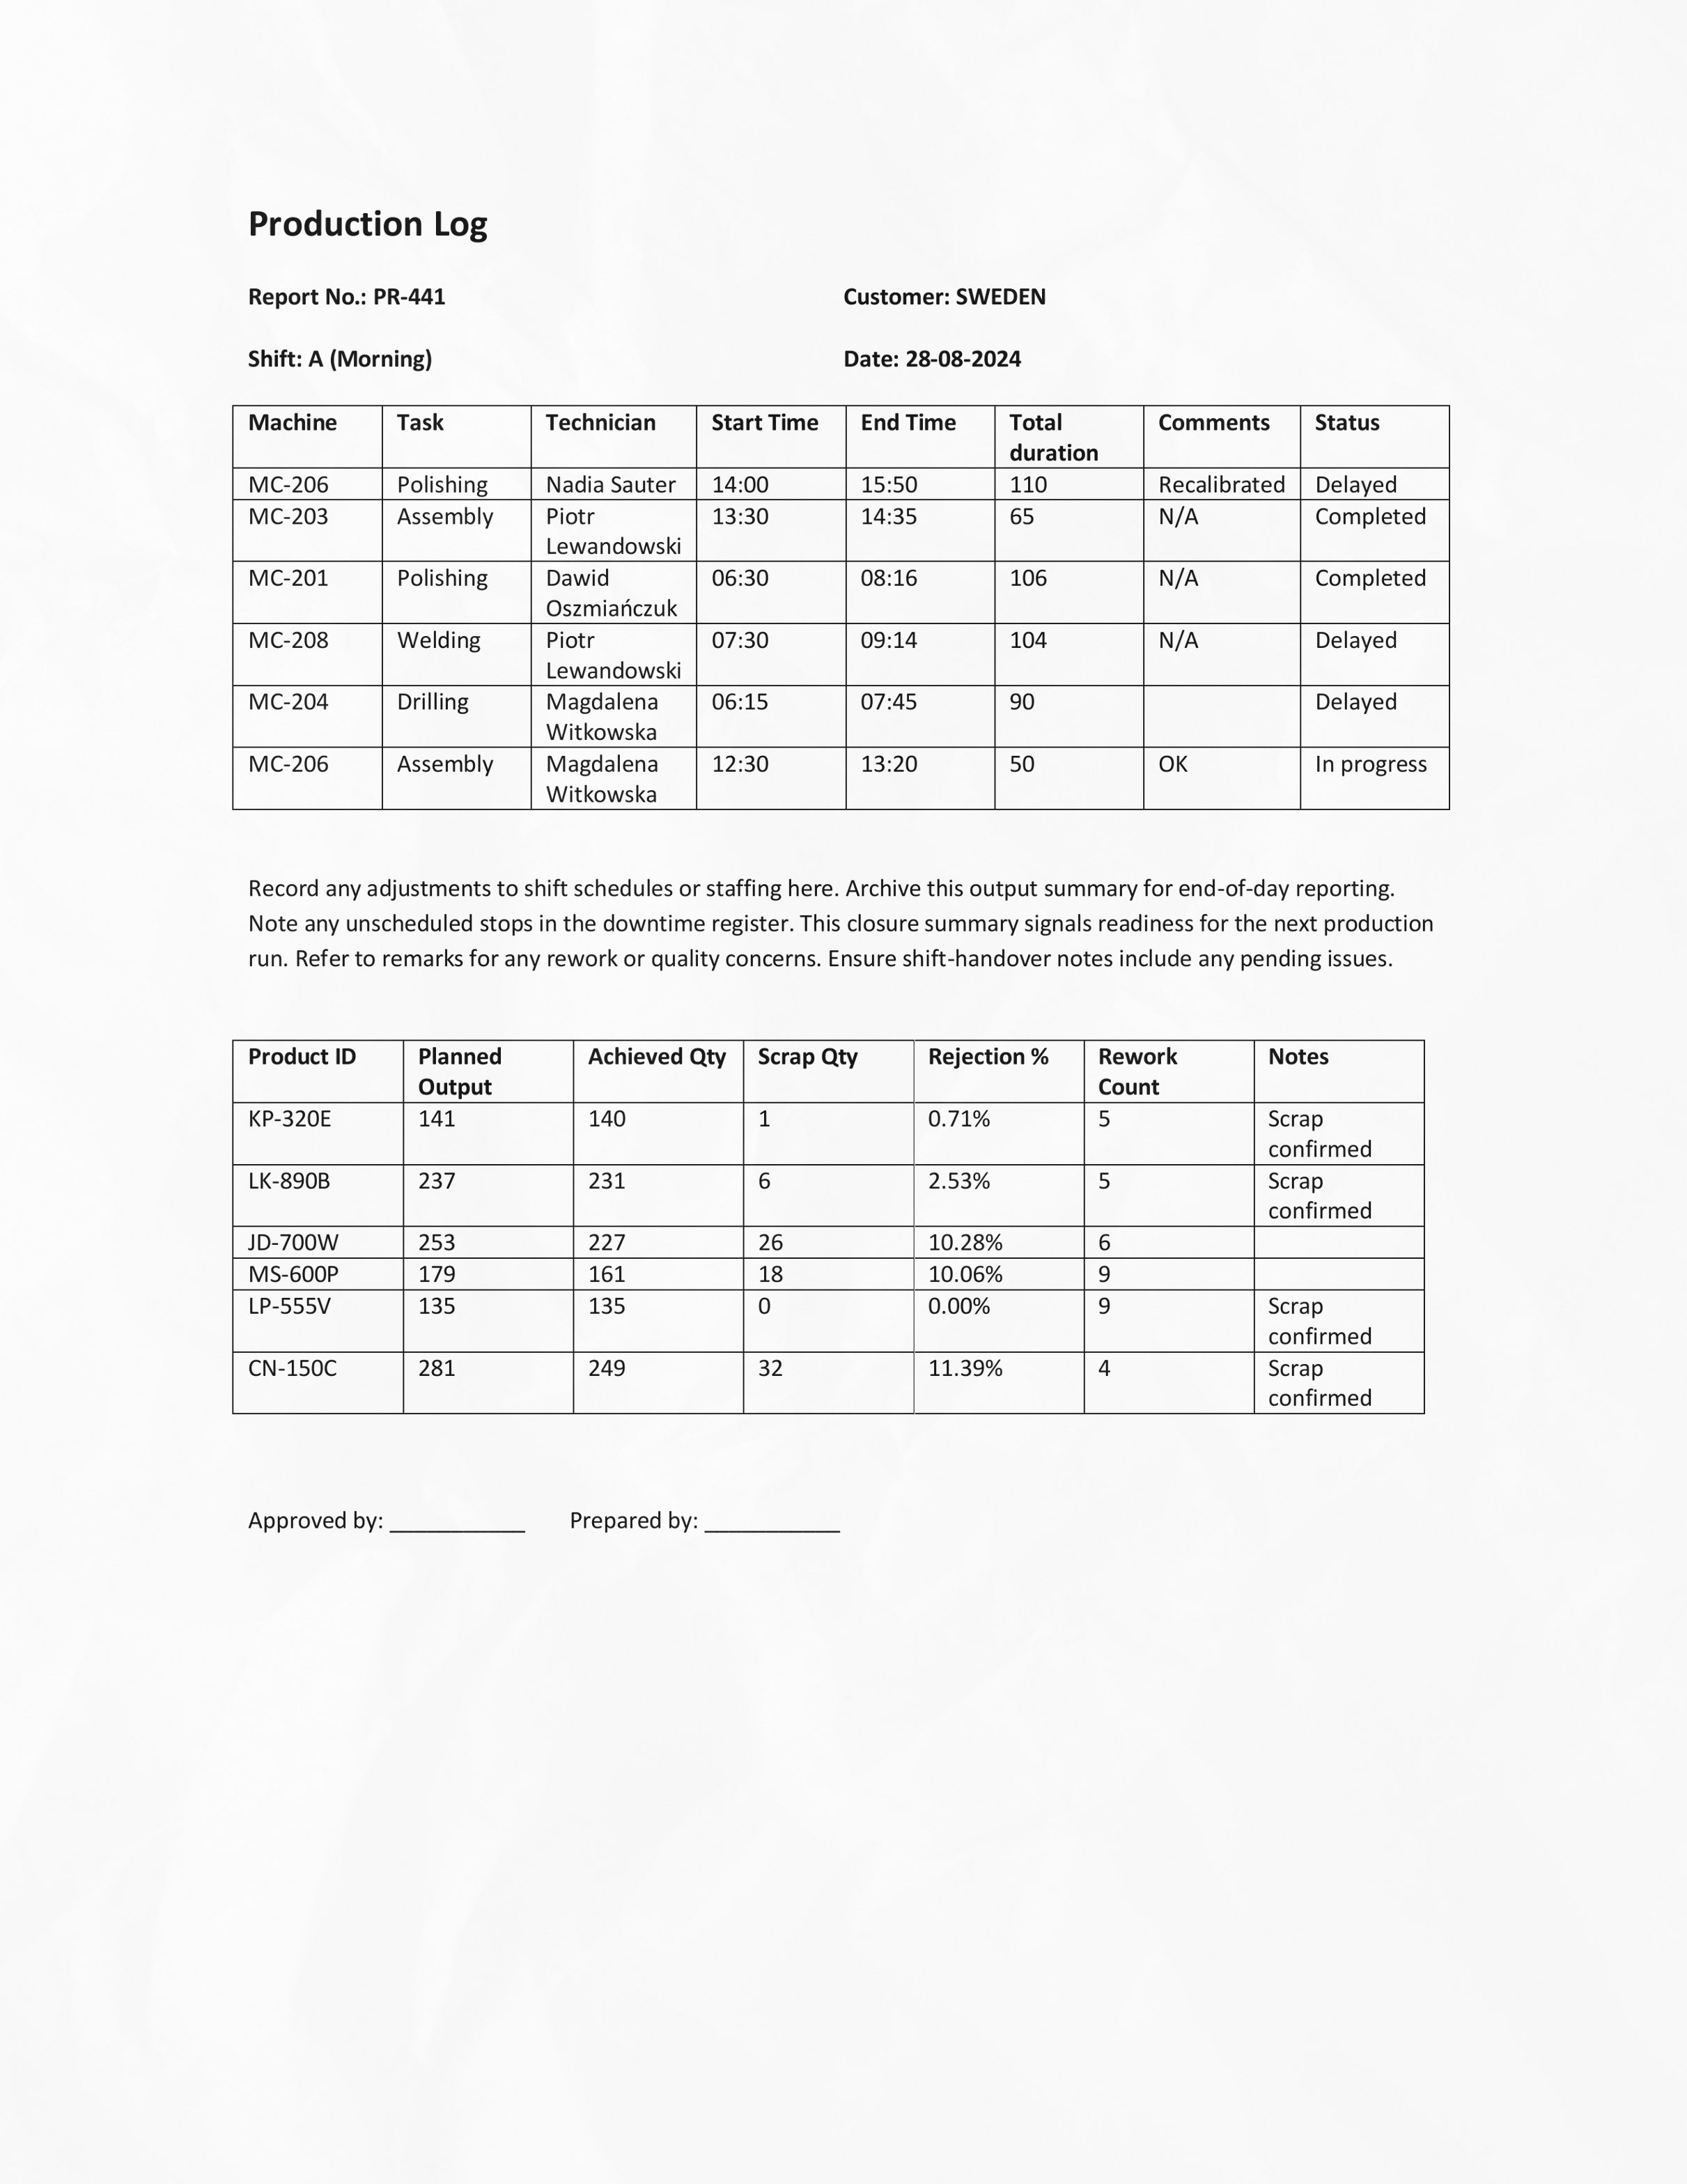 Production Log
Report No.: PR-441 Customer: SWEDEN
Shift: A (Morning) Date: 28-08-2024
Machine Task Technician Start Time End Time Total duration Comments Status
MC-206 Polishing Nadia Sauter 14:00 15:50 110 Recalibrated Delayed
MC-203 Assembly Piotr Lewandowski 13:30 14:35 65 N/A Completed
MC-201 Polishing Dawid Oszmiańczuk 06:30 08:16 106 N/A Completed
MC-208 Welding Piotr Lewandowski 07:30 09:14 104 N/A Delayed
MC-204 Drilling Magdalena Witkowska 06:15 07:45 90 Delayed
MC-206 Assembly Magdalena Witkowska 12:30 13:20 50 OK In progress
Record any adjustments to shift schedules or staffing here. Archive this output summary for end-of-day reporting.
Note any unscheduled stops in the downtime register. This closure summary signals readiness for the next production
run. Refer to remarks for any rework or quality concerns. Ensure shift-handover notes include any pending issues.
Product ID Planned Output Achieved Qty Scrap Qty Rejection % Rework Count Notes
KP-320E 141 140 1 0.71% 5 Scrap confirmed
LK-890B 237 231 6 2.53% 5 Scrap confirmed
JD-700W 253 227 26 10.28% 6
MS-600P 179 161 18 10.06% 9
LP-555V 135 135 0 0.00% 9 Scrap confirmed
CN-150C 281 249 32 11.39% 4 Scrap confirmed
Approved by: ___________ Prepared by: ___________